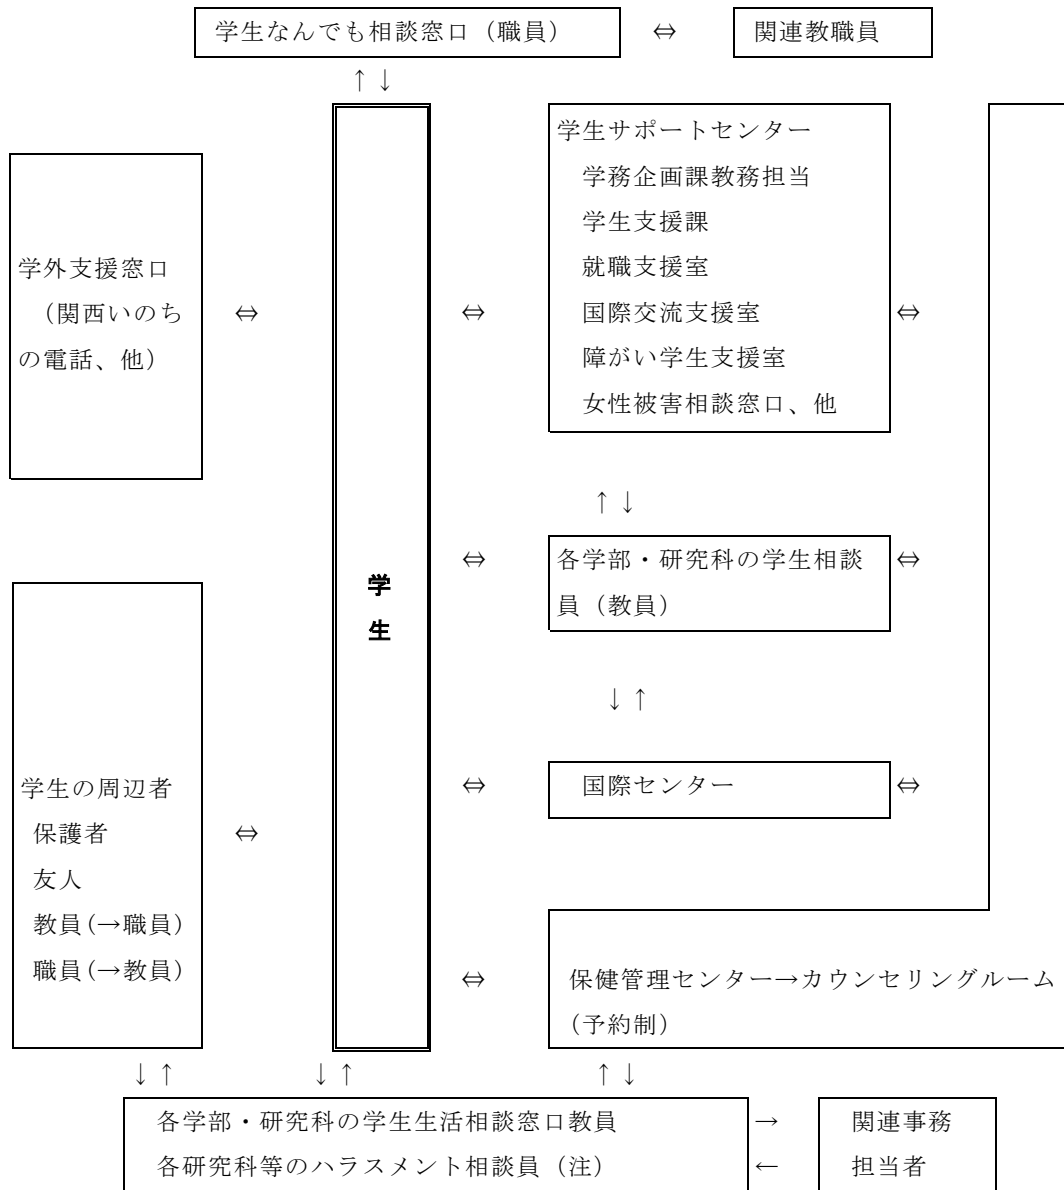 学生なんでも相談窓口（職員） ⇔ 関連教職員
↑↓
学外支援窓口
（関西いのち
の電話、他）
⇔
学生の周辺者
保護者
友人
教員(→職員)
職員(→教員)
⇔
学
生
⇔
学生サポートセンター
学務企画課教務担当
学生支援課
就職支援室
国際交流支援室
障がい学生支援室
女性被害相談窓口、他
⇔
↑↓
⇔
各学部・研究科の学生相談
員（教員）
⇔
↓↑
⇔ 国際センター ⇔
⇔
保健管理センター→カウンセリングルーム
（予約制）
↓↑ ↓↑ ↑↓
各学部・研究科の学生生活相談窓口教員 → 関連事務
各研究科等のハラスメント相談員（注） ← 担当者